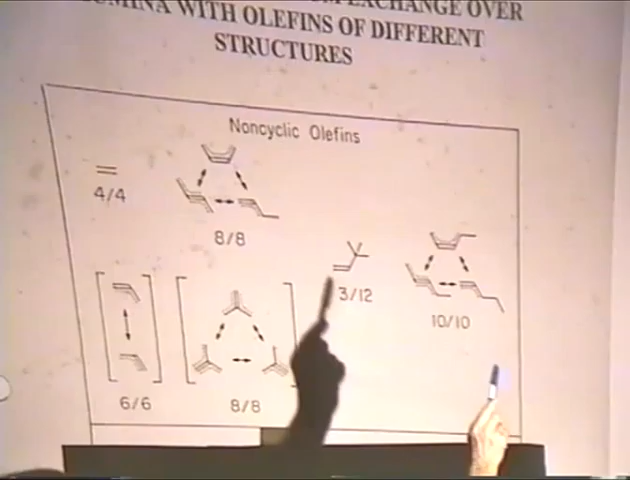 EXCHANGE OVER
WITH OLEFINS OF DIFFERENT
STRUCTURES
Noncyclic Olefins
4/4
8/8
3/12
10/10
6/6
8/8